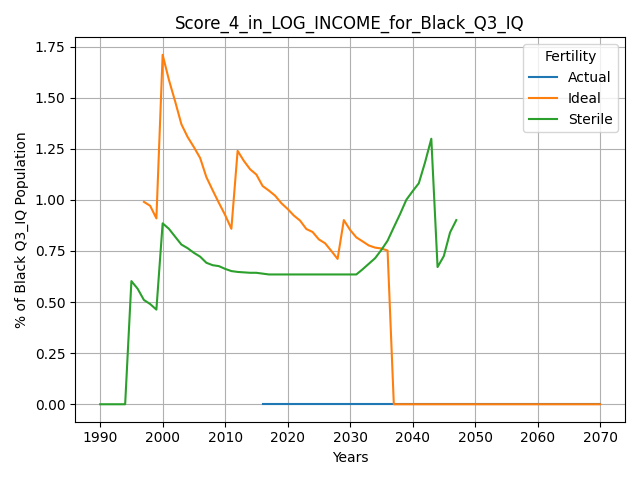 Score_4_in_LOG_INCOME_for_Black_Q3_IQ
Fertility
Actual
Ideal
Sterile
% of Black Q3_IQ Population
1.75
1.50
1.25
1.00
0.75
0.50
0.25
0.00
1990 2000 2010 2020 2030 2040 2050 2060 2070
Years